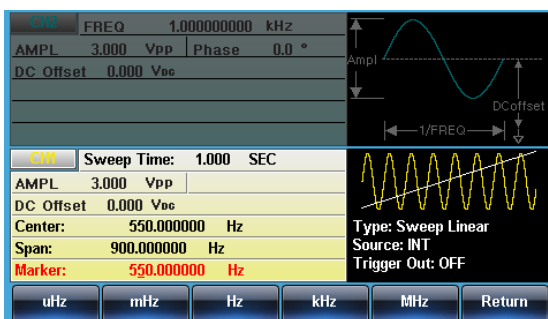 CH2 FREQ 1.000000000 kHz
AMPL 3.000 Vpp Phase 0.0 °
DC Offset 0.000 VDC
Ampl
DCoffset
1/FREQ
CH1 Sweep Time: 1.000 SEC
AMPL 3.000 Vpp
DC Offset 0.000 VDC
Center: 550.000000 Hz
Span: 900.000000 Hz
Marker: 550.000000 Hz
Type: Sweep Linear
Source: INT
Trigger Out: OFF
uHz mHz Hz kHz MHz Return